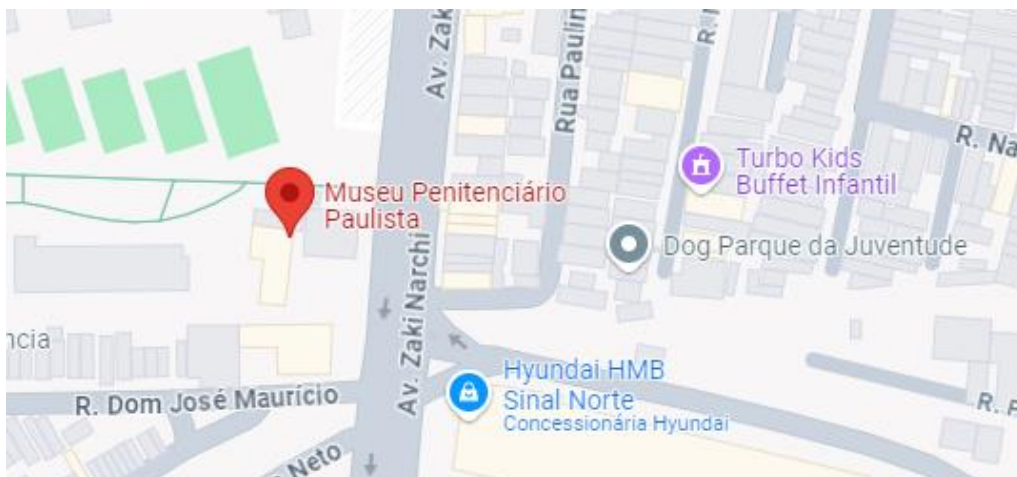 Av. Zak
Rua Paulin
R.
R. Na
Turbo Kids
Buffet Infantil
Museu Penitenciário
Paulista
Dog Parque da Juventude
Av. Zaki Narchi
ncia
Hyundai HMB
Sinal Norte
Concessionária Hyundai
R. Dom José Maurício
R.
Neto